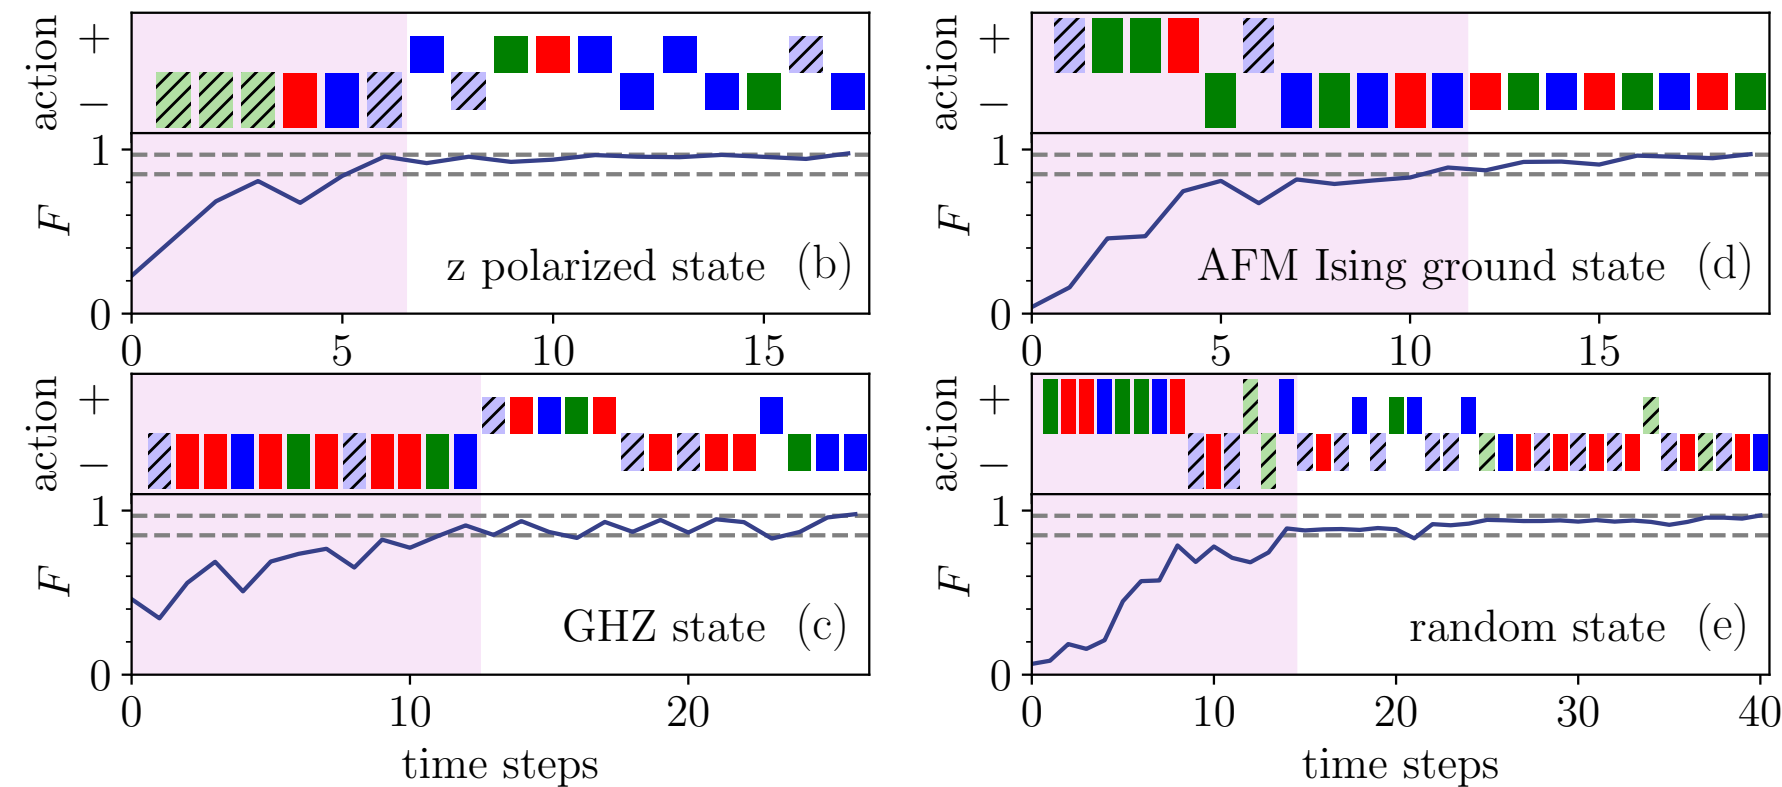 action
+
−
1
F
z polarized state (b)
0
0 5 10 15
action
+
−
1
F
AFM Ising ground state (d)
0
0 5 10 15
action
+
−
1
F
GHZ state (c)
0
0 10 20
time steps
action
+
−
1
F
random state (e)
0
0 10 20 30 40
time steps